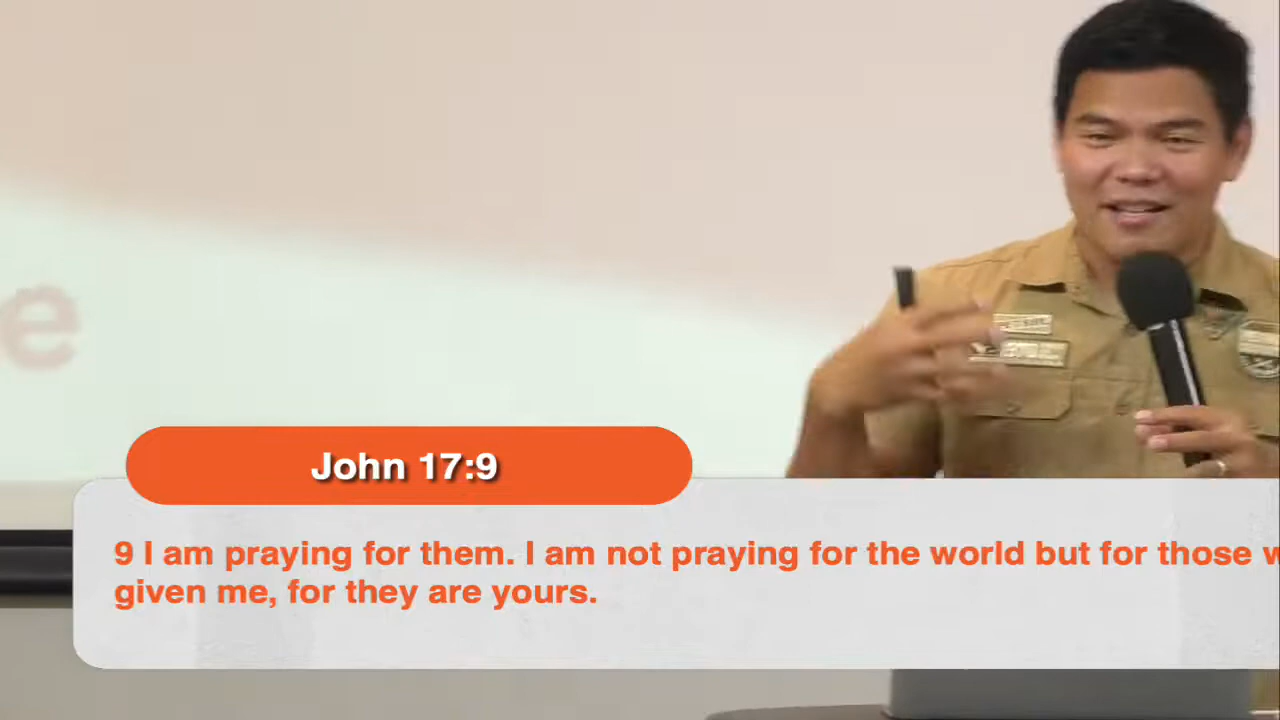 e
John 17:9
9 I am praying for them. I am not praying for the world but for those
given me, for they are yours.